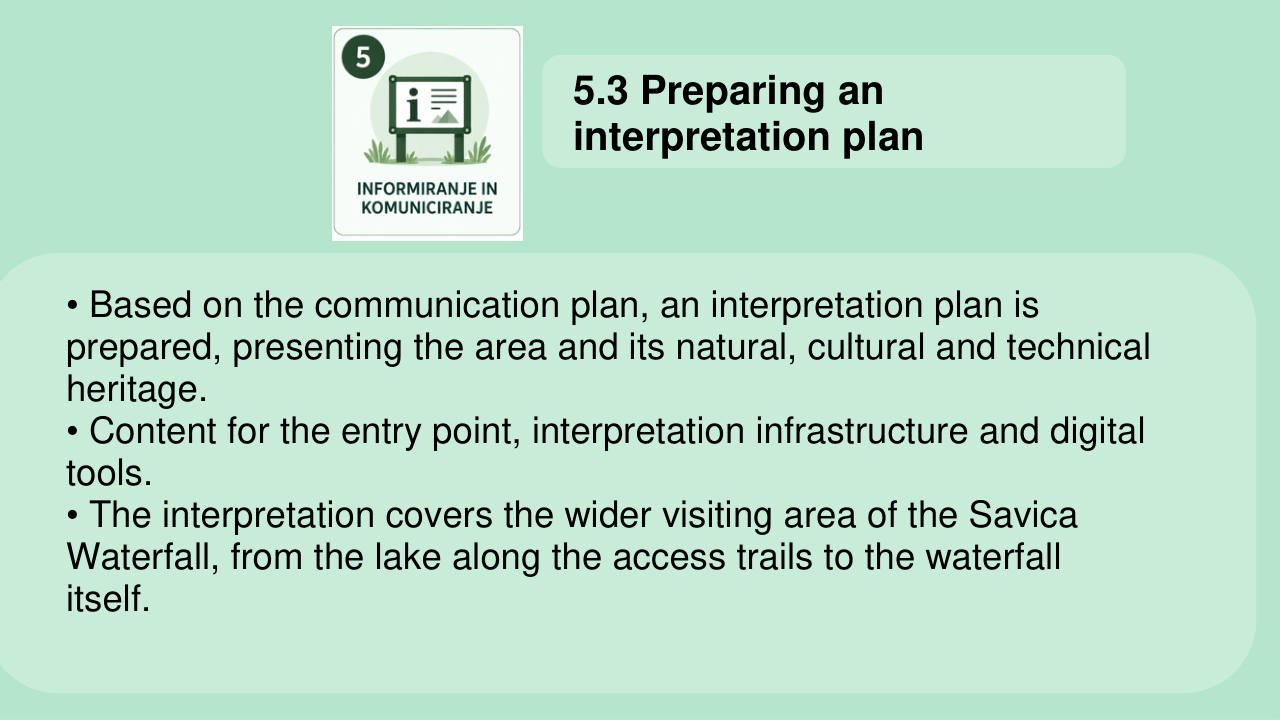 5
INFORMIRANJE IN
KOMUNICIRANJE
5.3 Preparing an
interpretation plan
• Based on the communication plan, an interpretation plan is
prepared, presenting the area and its natural, cultural and technical
heritage.
• Content for the entry point, interpretation infrastructure and digital
tools.
• The interpretation covers the wider visiting area of the Savica
Waterfall, from the lake along the access trails to the waterfall
itself.